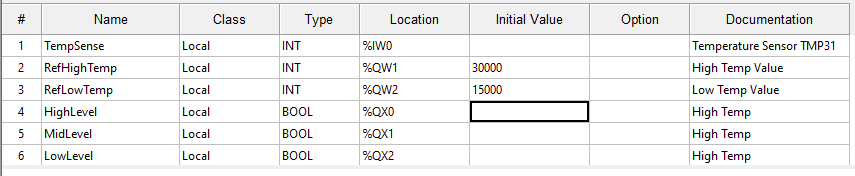 # Name Class Type Location Initial Value Option Documentation
1 TempSense Local INT %IW0 Temperature Sensor TMP31
2 RefHighTemp Local INT %QW1 30000 High Temp Value
3 RefLowTemp Local INT %QW2 15000 Low Temp Value
4 HighLevel Local BOOL %QX0 High Temp
5 MidLevel Local BOOL %QX1 High Temp
6 LowLevel Local BOOL %QX2 High Temp